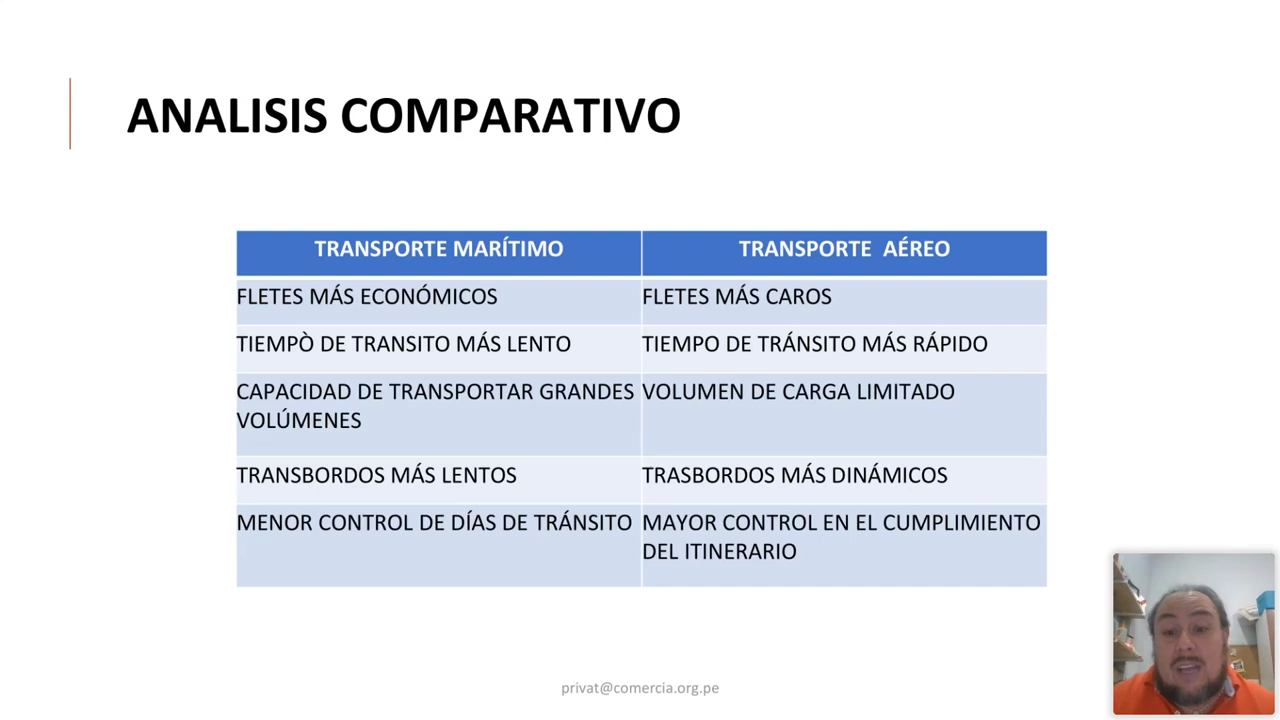 ANALISIS COMPARATIVO
TRANSPORTE MARÍTIMO
TRANSPORTE AÉREO
FLETES MÁS ECONÓMICOS
FLETES MÁS CAROS
TIEMPÒ DE TRANSITO MÁS LENTO
TIEMPO DE TRÁNSITO MÁS RÁPIDO
CAPACIDAD DE TRANSPORTAR GRANDES
VOLÚMENES
VOLUMEN DE CARGA LIMITADO
TRANSBORDOS MÁS LENTOS
TRASBORDOS MÁS DINÁMICOS
MENOR CONTROL DE DÍAS DE TRÁNSITO
MAYOR CONTROL EN EL CUMPLIMIENTO
DEL ITINERARIO
privat@comercia.org.pe